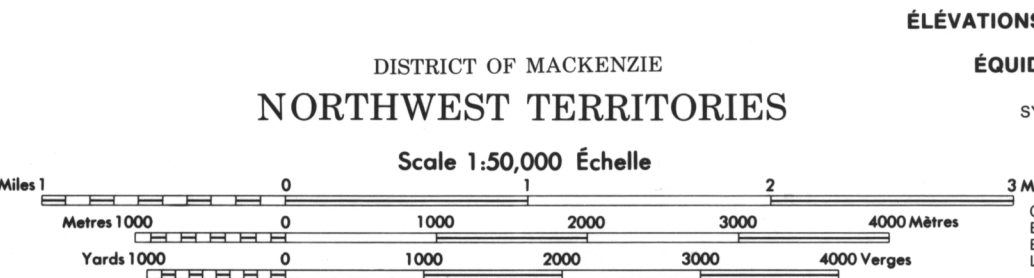 ÉLÉVATIONS
DISTRICT OF MACKENZIE
NORTHWEST TERRITORIES
Scale 1:50,000 Échelle
Miles 1 0 1 2 3
Metres 1000 0 1000 2000 3000 4000 Mètres
Yards 1000 0 1000 2000 3000 4000 Verges